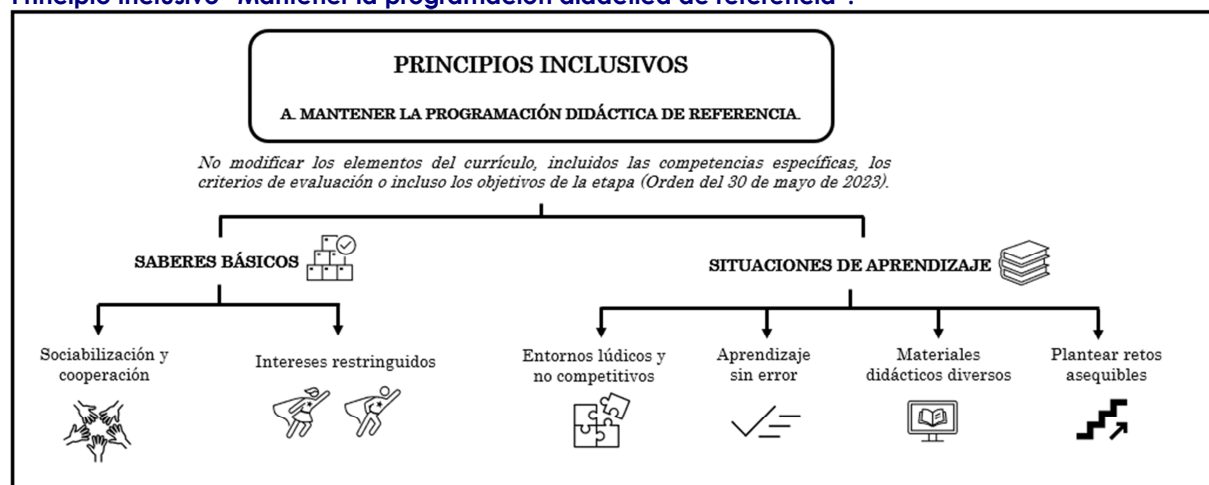 Principio inclusivo "Mantener la programación didáctica de referencia".
PRINCIPIOS INCLUSIVOS
A. MANTENER LA PROGRAMACIÓN DIDÁCTICA DE REFERENCIA.
No modificar los elementos del currículo, incluidos las competencias específicas, los
criterios de evaluación o incluso los objetivos de la etapa (Orden del 30 de mayo de 2023).
SABERES BÁSICOS
SITUACIONES DE APRENDIZAJE
Sociabilización y
cooperación
Intereses restringidos
Entornos lúdicos y
no competitivos
Aprendizaje
sin error
Materiales
didácticos diversos
Plantear retos
asequibles